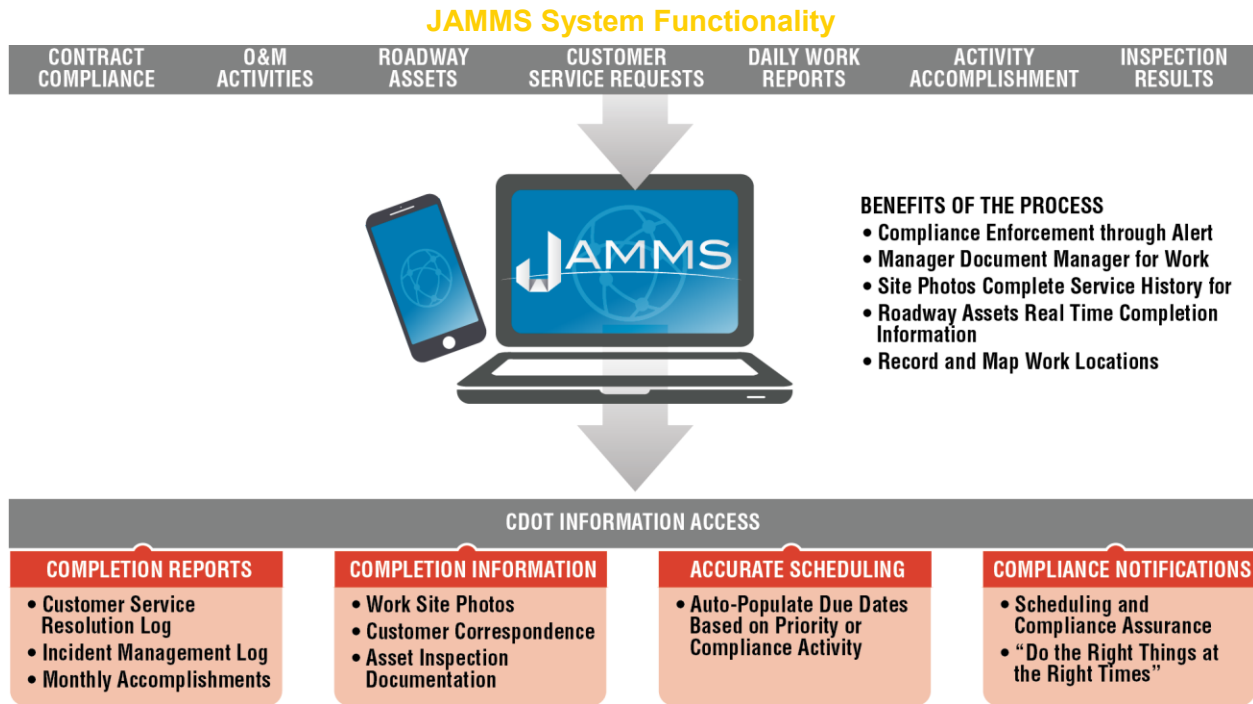 JAMMS System Functionality
CONTRACT
COMPLIANCE
O&M
ACTIVITIES
ROADWAY
ASSETS
CUSTOMER
SERVICE REQUESTS
DAILY WORK
REPORTS
ACTIVITY
ACCOMPLISHMENT
INSPECTION
RESULTS
JAMMS
BENEFITS OF THE PROCESS
• Compliance Enforcement through Alert
• Manager Document Manager for Work
• Site Photos Complete Service History for
• Roadway Assets Real Time Completion
Information
• Record and Map Work Locations
CDOT INFORMATION ACCESS
COMPLETION REPORTS
• Customer Service
Resolution Log
• Incident Management Log
• Monthly Accomplishments
COMPLETION INFORMATION
• Work Site Photos
• Customer Correspondence
• Asset Inspection
Documentation
ACCURATE SCHEDULING
• Auto-Populate Due Dates
Based on Priority or
Compliance Activity
COMPLIANCE NOTIFICATIONS
• Scheduling and
Compliance Assurance
• “Do the Right Things at
the Right Times”